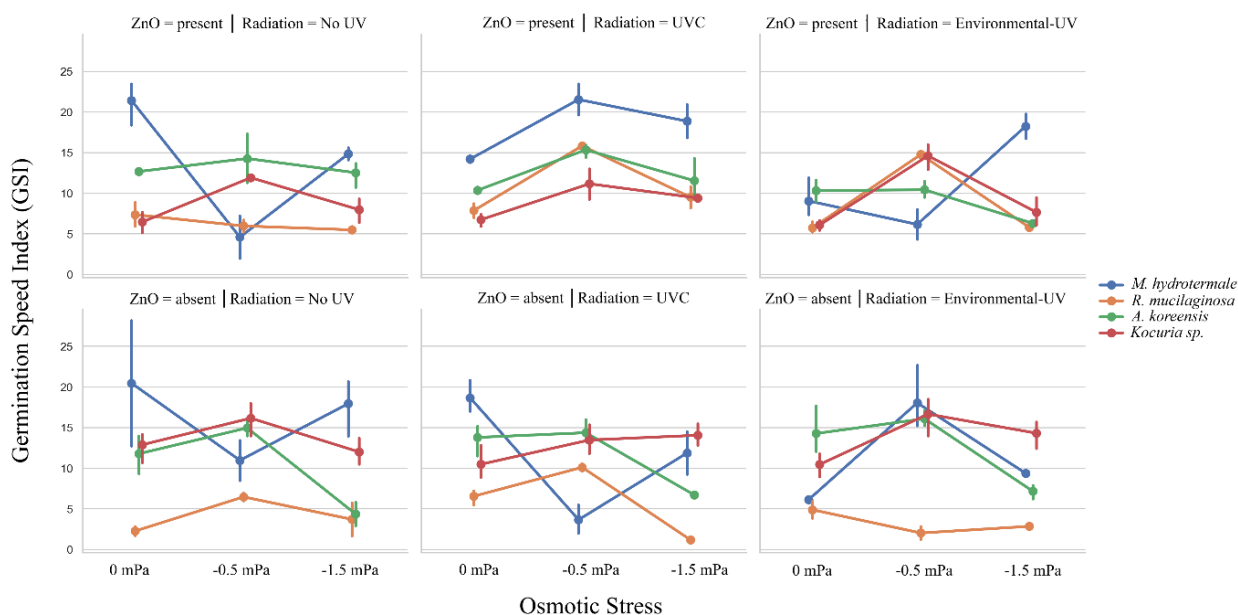 ZnO = present | Radiation = No UV
ZnO = present | Radiation = UVC
ZnO = present | Radiation = Environmental-UV
25
20
15
10
5
0
ZnO = absent | Radiation = No UV
ZnO = absent | Radiation = UVC
ZnO = absent | Radiation = Environmental-UV
25
20
15
10
5
0
Germination Speed Index (GSI)
M. hydrotermale
R. mucilaginosa
A. koreensis
Kocuria sp.
0 mPa -0.5 mPa -1.5 mPa
0 mPa -0.5 mPa -1.5 mPa
0 mPa -0.5 mPa -1.5 mPa
Osmotic Stress